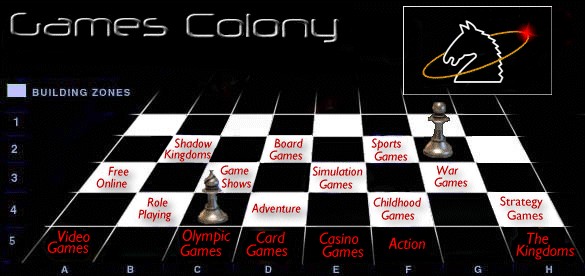 Games Colony
BUILDING ZONES
1
2
Shadow
Kingdoms
Board
Games
Sports
Games
3
Free
Online
Game
Shows
Simulation
Games
War
Games
4
Role
Playing
Adventure
Childhood
Games
Strategy
Games
5
Video
Games
Olympic
Games
Card
Games
Casino
Games
Action
The
Kingdoms
A B C D E F G H